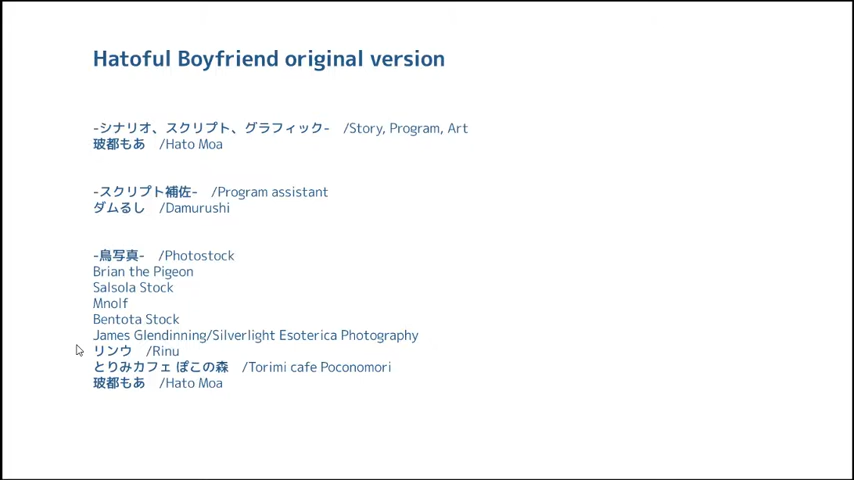 Hatoful Boyfriend original version
-シナリオ、スクリプト、グラフィック- /Story, Program, Art
玻都もあ /Hato Moa
-スクリプト補佐- /Program assistant
ダムるし /Damurushi
-鳥写真- /Photostock
Brian the Pigeon
Salsola Stock
Mnolf
Bentota Stock
James Glendinning/Silverlight Esoterica Photography
リンウ /Rinu
とりみカフェ ぽこの森 /Torimi cafe Poconomori
玻都もあ /Hato Moa